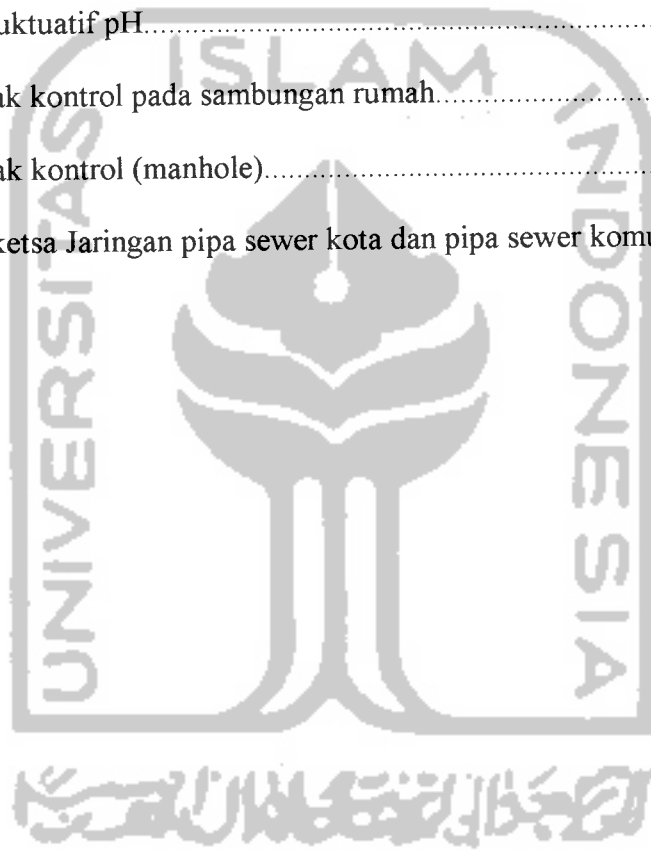 uktuatif pH......................................................................
ak kontrol pada sambungan rumah..............................
ak kontrol (manhole).......................................................
ketsa Jaringan pipa sewer kota dan pipa sewer komu
UNIVERSITAS
ISLAM
INDONESIA